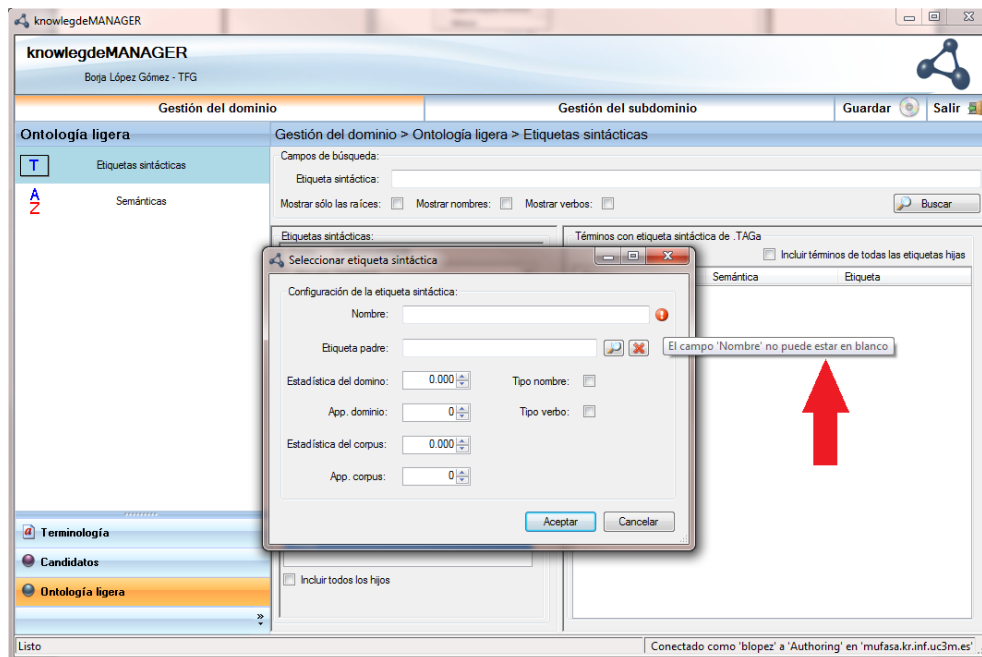 knowlegdeMANAGER
knowlegdeMANAGER
Borja López Gómez - TFG
Gestión del dominio
Gestión del subdominio
Guardar
Salir
Ontología ligera
Gestión del dominio > Ontología ligera > Etiquetas sintácticas
T
Etiquetas sintácticas
A
Z
Semánticas
Campos de búsqueda:
Etiqueta sintáctica:
Mostrar sólo las raíces:
Mostrar nombres:
Mostrar verbos:
Buscar
Etiquetas sintácticas:
Términos con etiqueta sintáctica de .TAGa
Incluir términos de todas las etiquetas hijas
Semántica
Etiqueta
Seleccionar etiqueta sintáctica
Configuración de la etiqueta sintáctica:
Nombre:
El campo 'Nombre' no puede estar en blanco
Etiqueta padre:
Estadística del domino:
0.000
Tipo nombre:
App. dominio:
0
Tipo verbo:
Estadística del corpus:
0.000
App. corpus:
0
Aceptar
Cancelar
Incluir todos los hijos
Terminología
Candidatos
Ontología ligera
Listo
Conectado como 'blopez' a 'Authoring' en 'mufasa.kr.inf.uc3m.es'